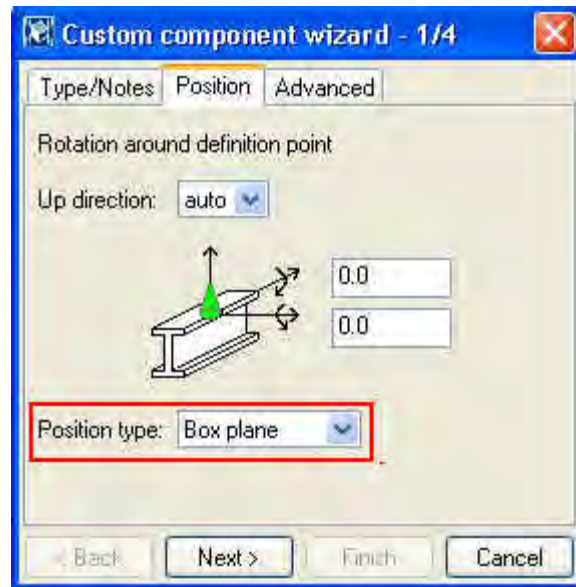 Custom component wizard - 1/4
Type/Notes Position Advanced
Rotation around definition point
Up direction: auto
0.0
0.0
Position type: Box plane
< Back Next > Finish Cancel